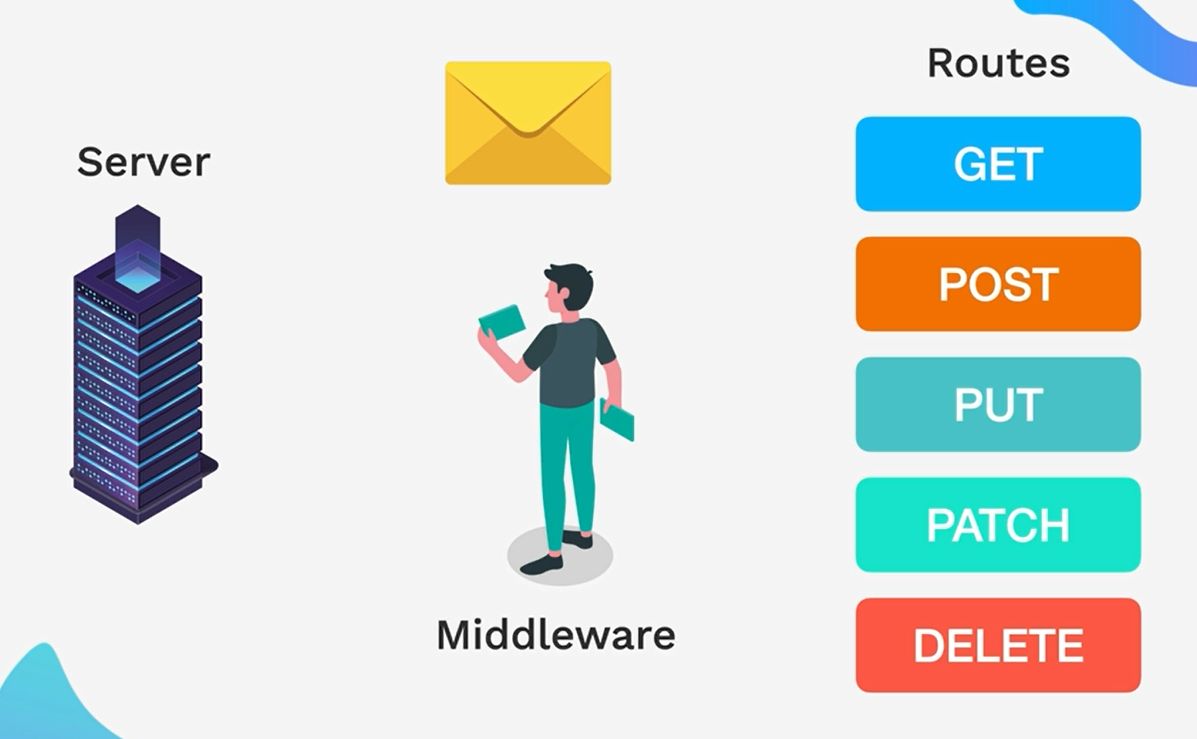 Server
Middleware
Routes
GET
POST
PUT
PATCH
DELETE